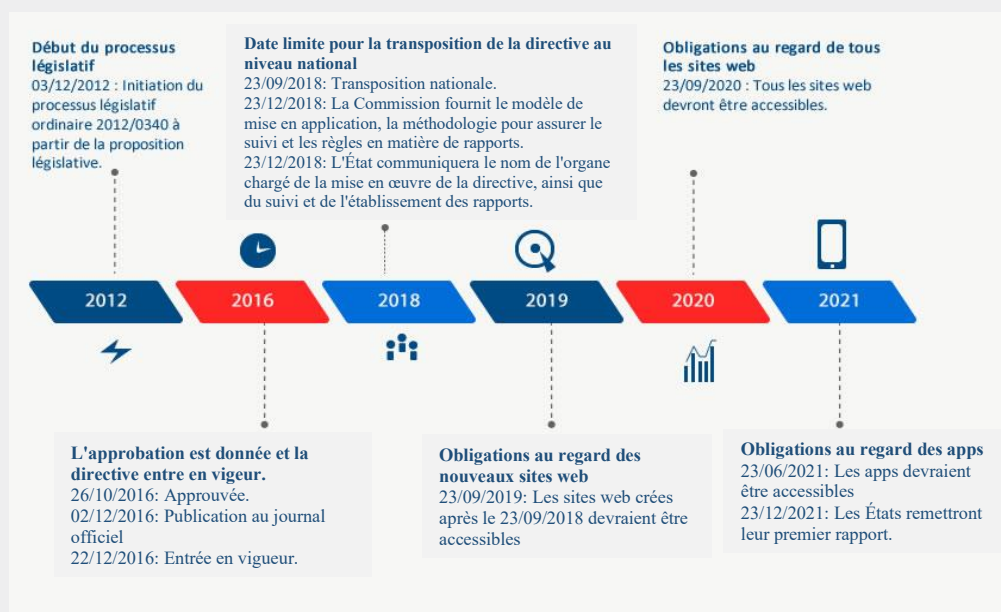 Début du processus
législatif
03/12/2012 : Initiation du
processus législatif
ordinaire 2012/0340 à
partir de la proposition
législative.
Date limite pour la transposition de la directive au
niveau national
23/09/2018: Transposition nationale.
23/12/2018: La Commission fournit le modèle de
mise en application, la méthodologie pour assurer le
suivi et les règles en matière de rapports.
23/12/2018: L'État communiquera le nom de l'organe
chargé de la mise en œuvre de la directive, ainsi que
du suivi et de l'établissement des rapports.
Obligations au regard de tous
les sites web
23/09/2020 : Tous les sites web
devront être accessibles.
2012
2016
2018
2019
2020
2021
L'approbation est donnée et la
directive entre en vigeur.
26/10/2016: Approuvée.
02/12/2016: Publication au journal
officiel
22/12/2016: Entrée en vigueur.
Obligations au regard des
nouveaux sites web
23/09/2019: Les sites web crées
après le 23/09/2018 devraient être
accessibles
Obligations au regard des apps
23/06/2021: Les apps devraient
être accessibles
23/12/2021: Les États remettront
leur premier rapport.